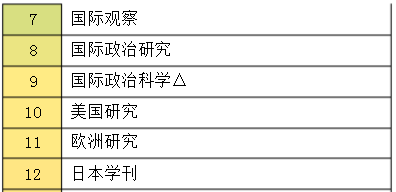 7 国际观察
8 国际政治研究
9 国际政治科学△
10 美国研究
11 欧洲研究
12 日本学刊